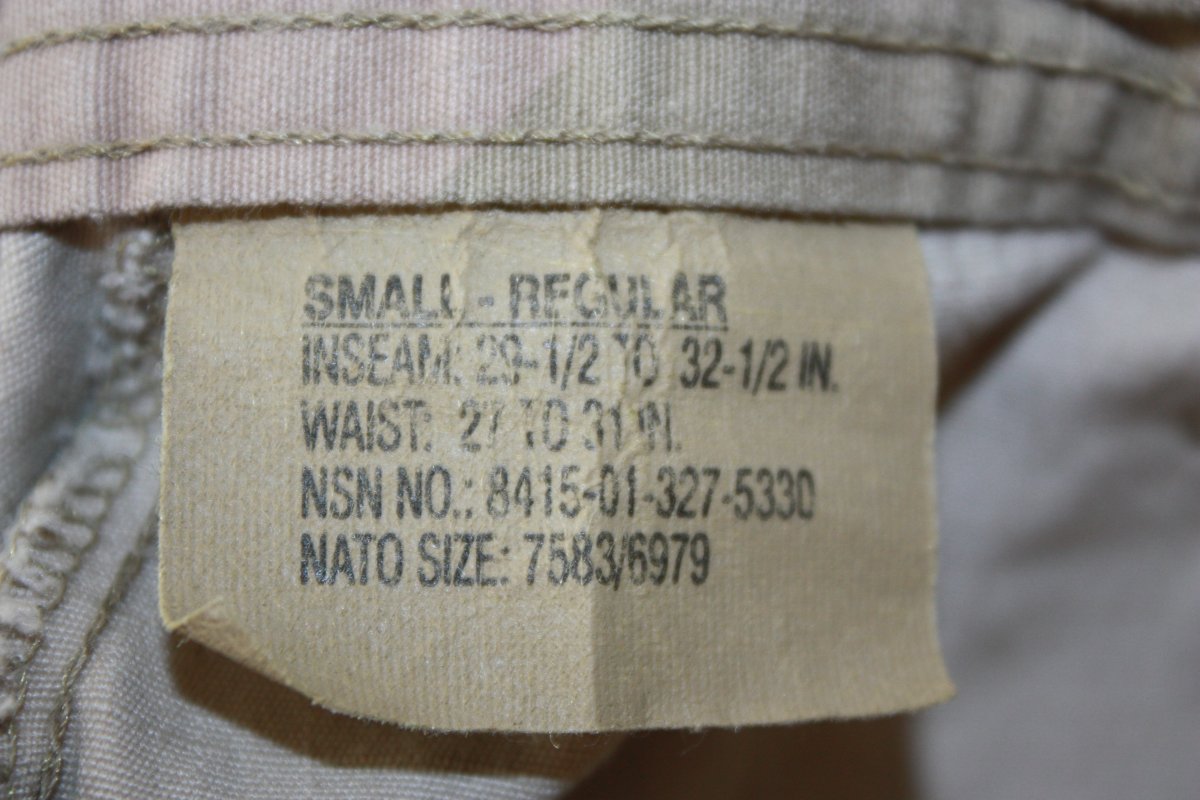 SMALL - REGULAR
INSEAM: 29-1/2 TO 32-1/2 IN.
WAIST: 27 TO 31 IN.
NSN NO.: 8415-01-327-5330
NATO SIZE: 7583/6979